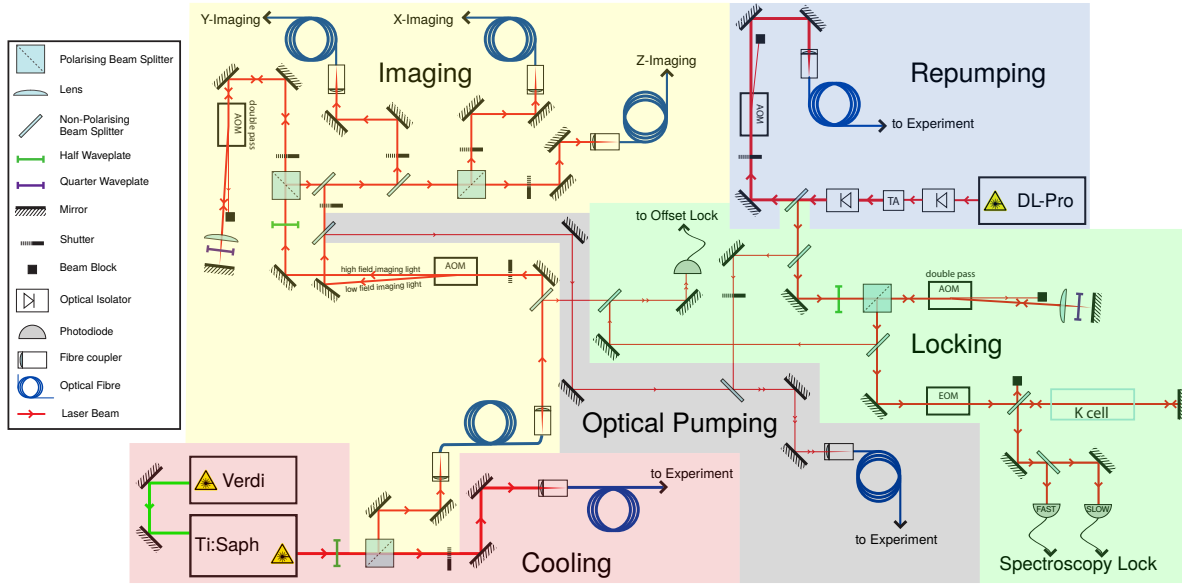 Polarising Beam Splitter
Lens
Non-Polarising
Beam Splitter
Half Waveplate
Quarter Waveplate
Mirror
Shutter
Beam Block
Optical Isolator
Photodiode
Fibre coupler
Optical Fibre
Laser Beam
Y-Imaging
X-Imaging
Z-Imaging
Imaging
AOM
double pass
high field imaging light
low field imaging light
AOM
Repumping
AOM
to Experiment
TA
DL-Pro
to Offset Lock
double pass
AOM
Locking
EOM
K cell
FAST
SLOW
Spectroscopy Lock
Optical Pumping
to Experiment
Verdi
Ti:Saph
to Experiment
Cooling